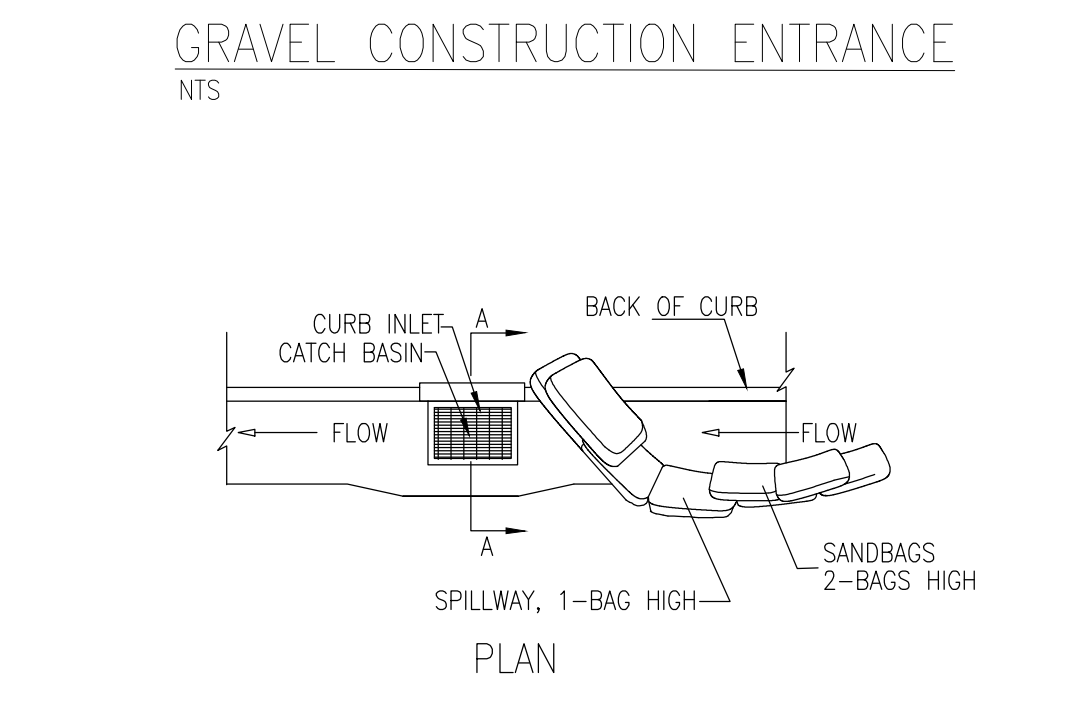 GRAVEL CONSTRUCTION ENTRANCE
NTS
BACK OF CURB
CURB INLET
A
CATCH BASIN
FLOW
FLOW
A
SANDBAGS
2-BAGS HIGH
SPILLWAY, 1-BAG HIGH
PLAN